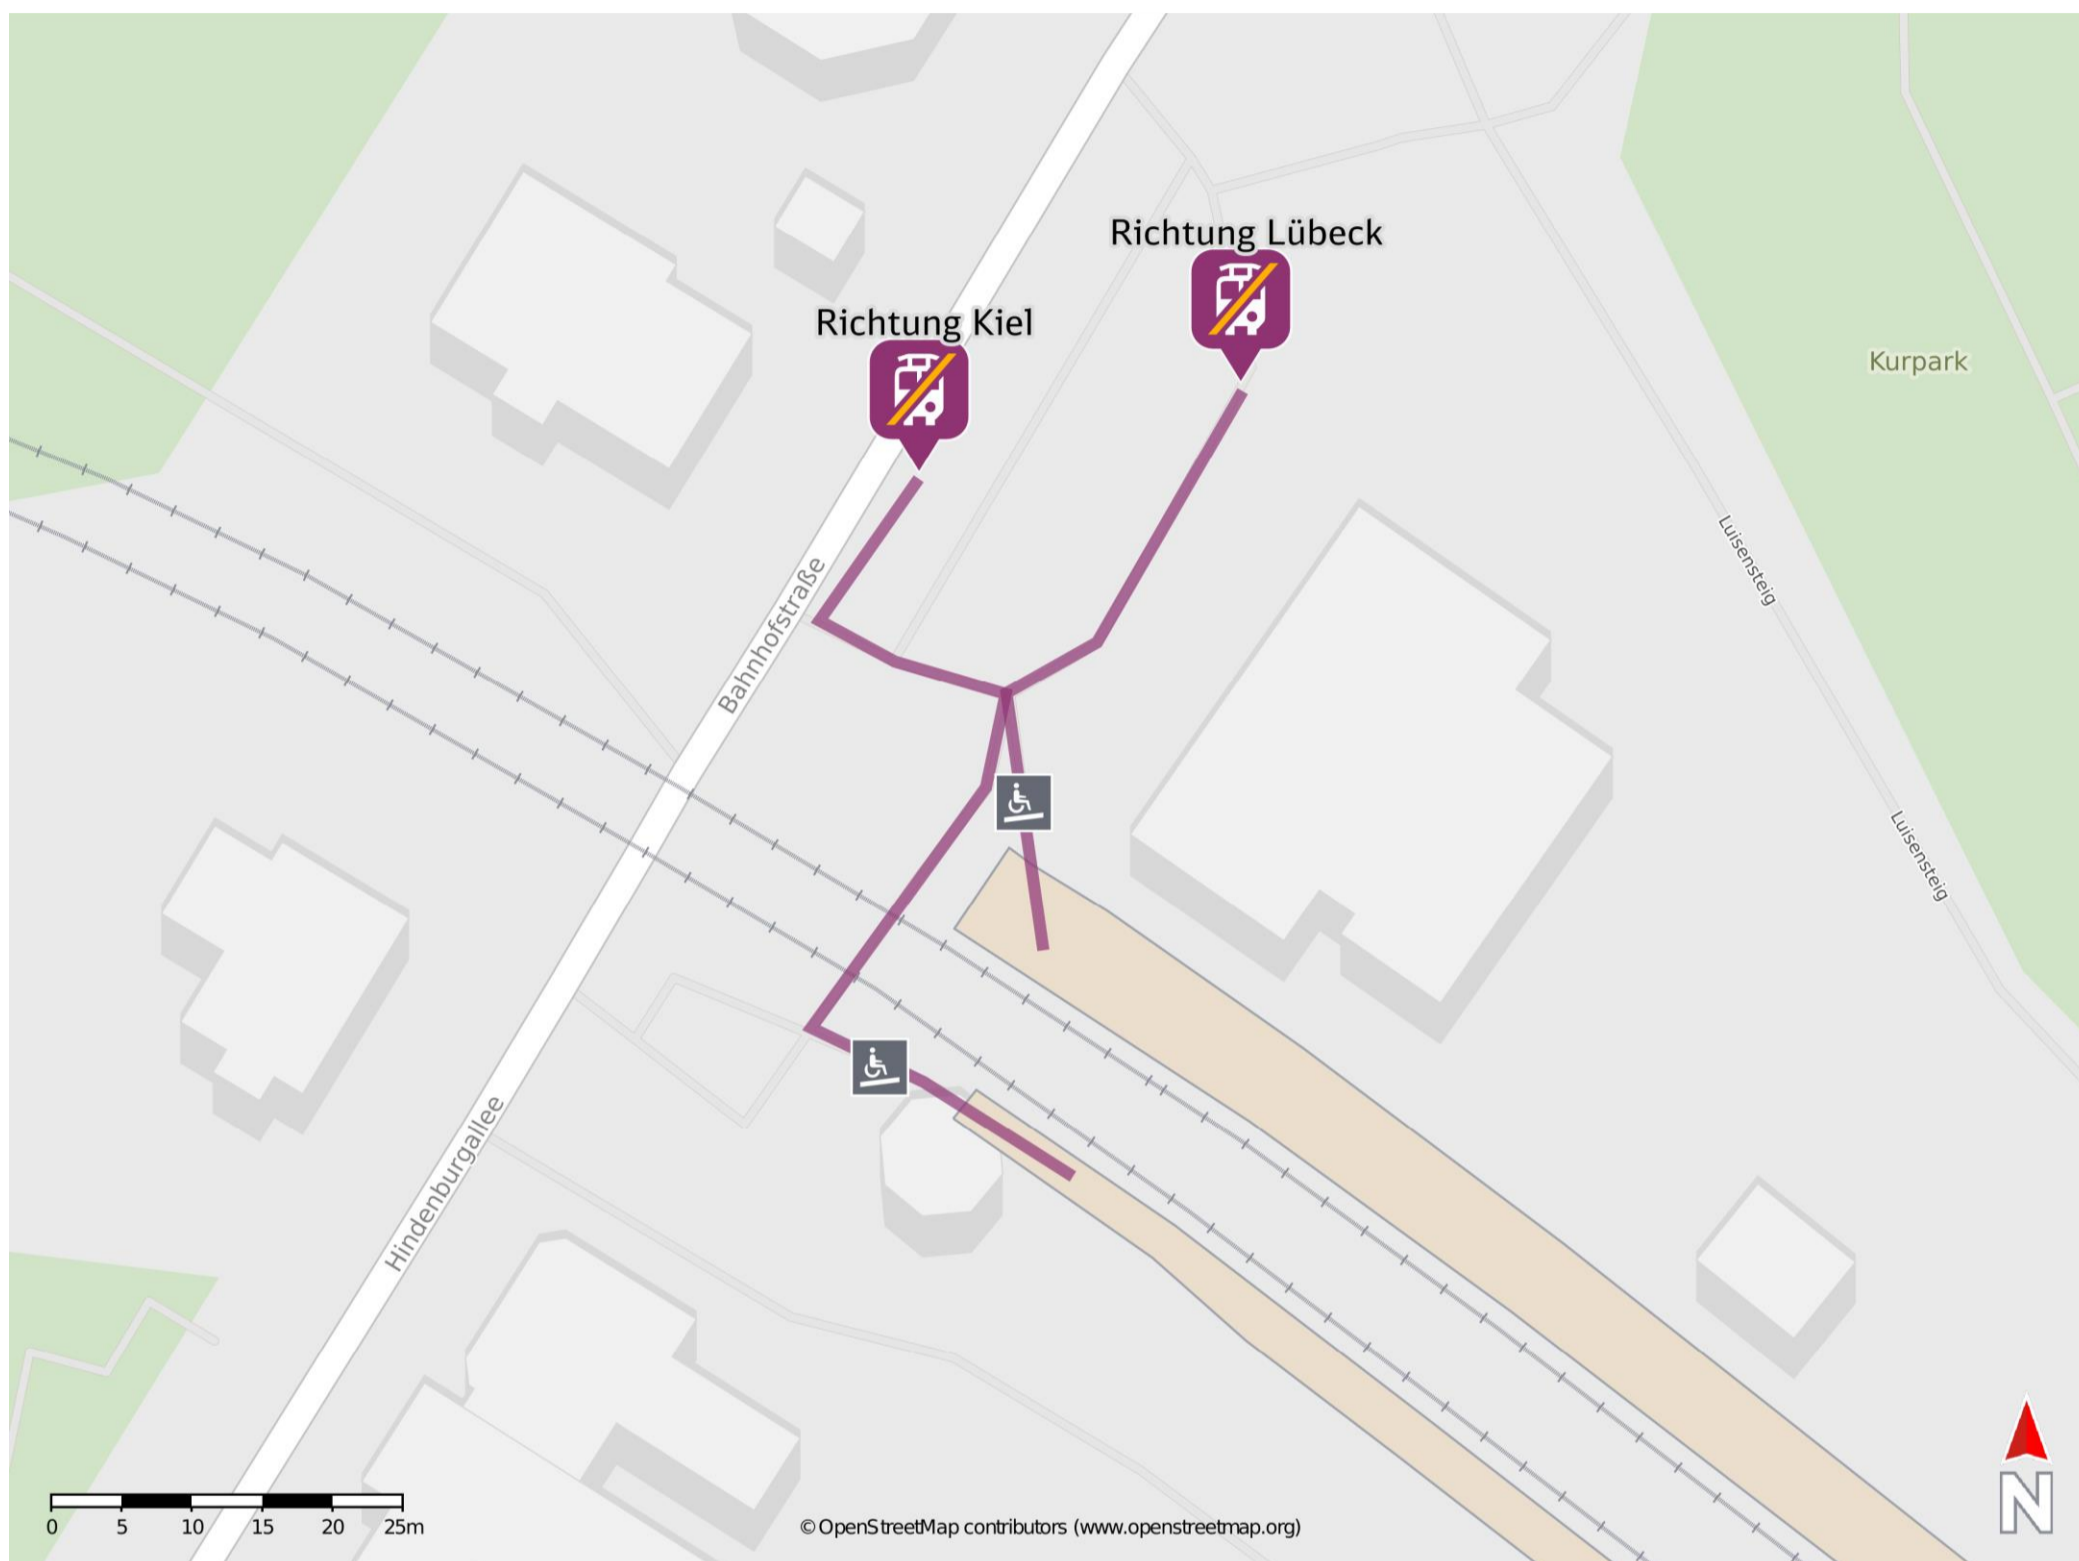 Richtung Lübeck
Richtung Kiel
Kurpark
Luisensteig
Bahnhofstraße
Luisensteig
Hindenburgallee
0 5 10 15 20 25m
© OpenStreetMap contributors (www.openstreetmap.org)
N